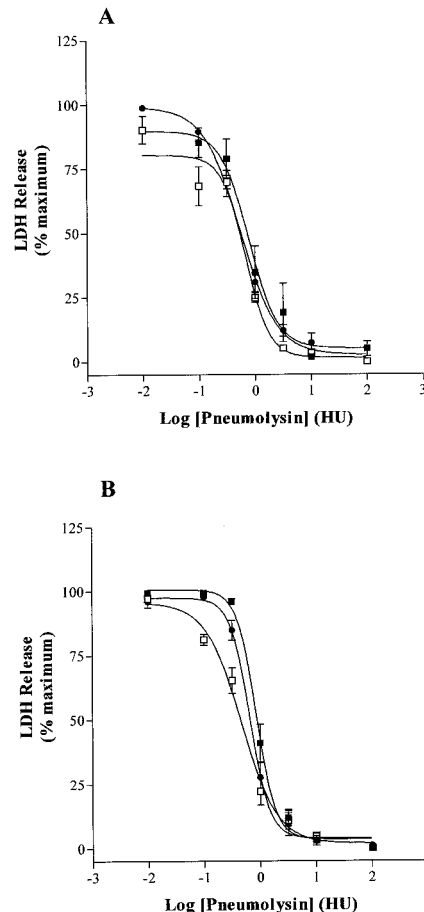 A
125
100
75
50
25
0
LDH Release
(% maximum)
-3 -2 -1 0 1 2 3
Log [Pneumolysin] (HU)
B
125
100
75
50
25
0
LDH Release
(% maximum)
-3 -2 -1 0 1 2
Log [Pneumolysin] (HU)